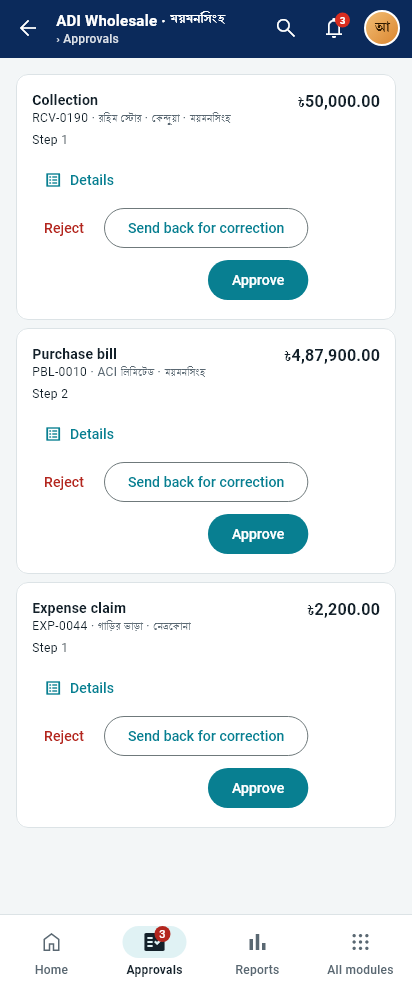 ADI Wholesale · ময়মনসিংহ
› Approvals
3
আ
Collection
৳50,000.00
RCV-0190 · রহিম স্টোর · কেন্দুয়া · ময়মনসিংহ
Step 1
Details
Reject
Send back for correction
Approve
Purchase bill
৳4,87,900.00
PBL-0010 · ACI লিমিটেড · ময়মনসিংহ
Step 2
Details
Reject
Send back for correction
Approve
Expense claim
৳2,200.00
EXP-0044 · গাড়ির ভাড়া · নেত্রকোনা
Step 1
Details
Reject
Send back for correction
Approve
3
Home
Approvals
Reports
All modules